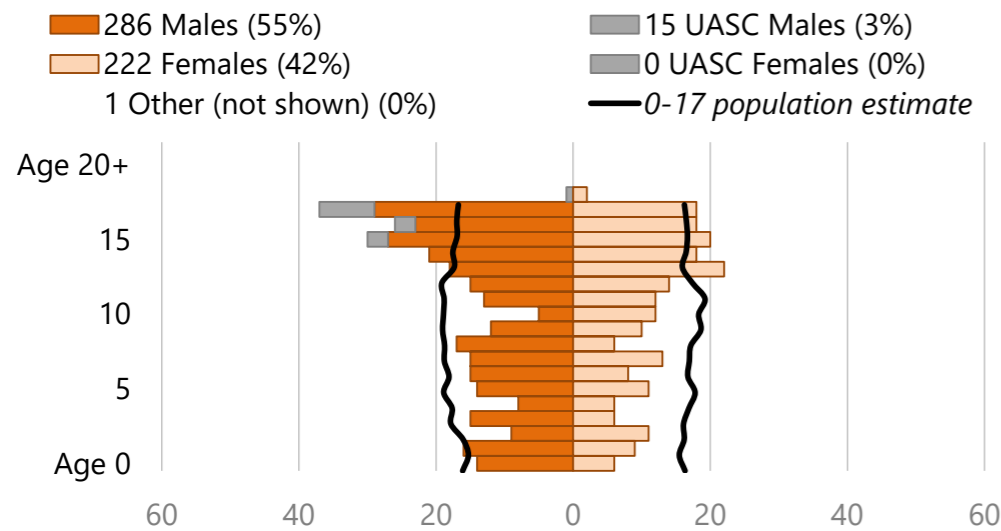 286 Males (55%)
15 UASC Males (3%)
222 Females (42%)
0 UASC Females (0%)
1 Other (not shown) (0%)
0-17 population estimate
Age 20+
15
10
5
Age 0
60 40 20 0 20 40 60